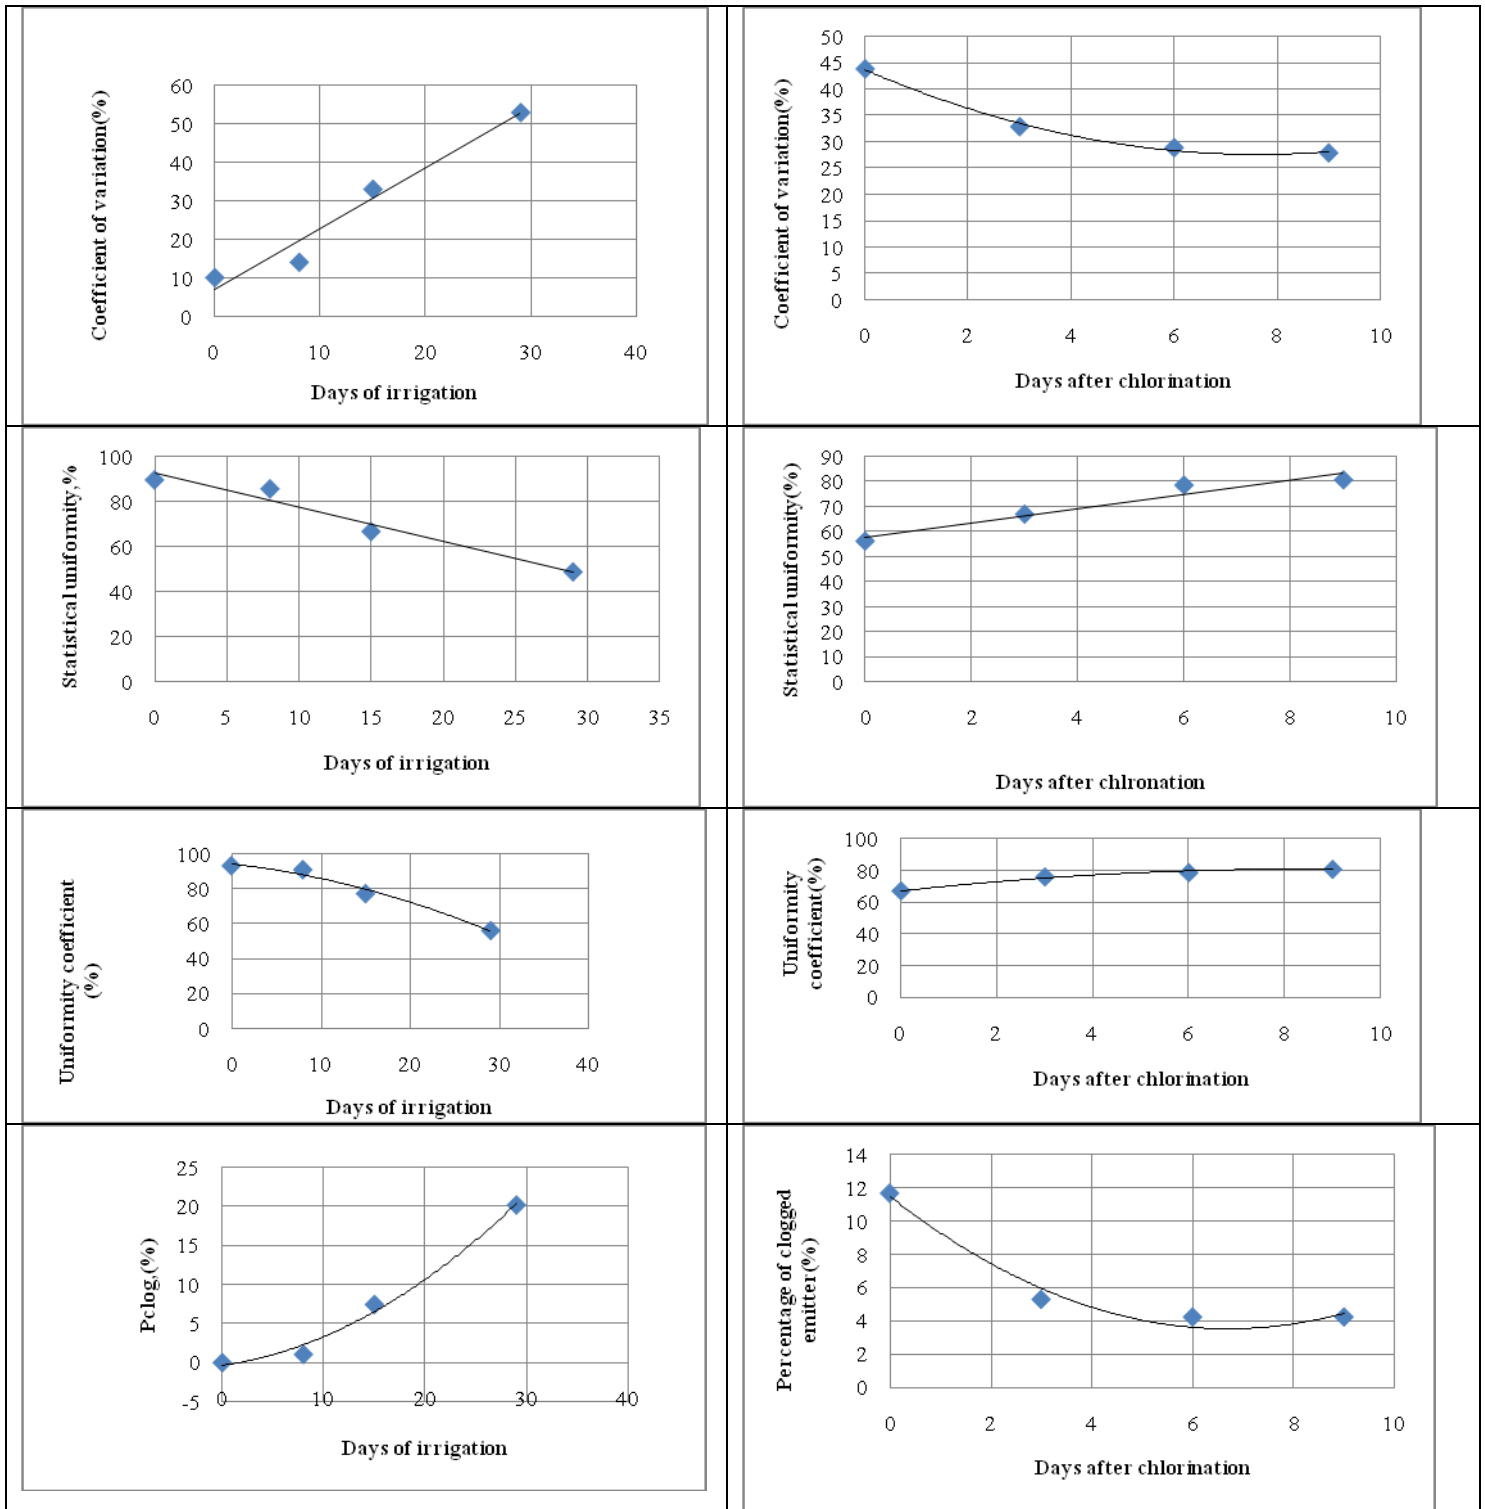 60
50
40
30
20
10
0
0 10 20 30 40
Coefficient of variation(%)
Days of irrigation
50
45
40
35
30
25
20
15
10
5
0
0 2 4 6 8 10
Coefficient of variation(%)
Days after chlorination
100
80
60
40
20
0
0 5 10 15 20 25 30 35
Statistical uniformity,%
Days of irrigation
90
80
70
60
50
40
30
20
10
0
0 2 4 6 8 10
Statistical uniformity(%)
Days after chlronation
100
80
60
40
20
0
0 10 20 30 40
Uniformity coefficient
(%)
Days of irrigation
100
80
60
40
20
0
0 2 4 6 8 10
Uniformity
coefficient(%)
Days after chlorination
25
20
15
10
5
0
-5
0 10 20 30 40
Pclog,(%)
Days of irrigation
14
12
10
8
6
4
2
0
0 2 4 6 8 10
Percentage of clogged
emitter(%)
Days after chlorination